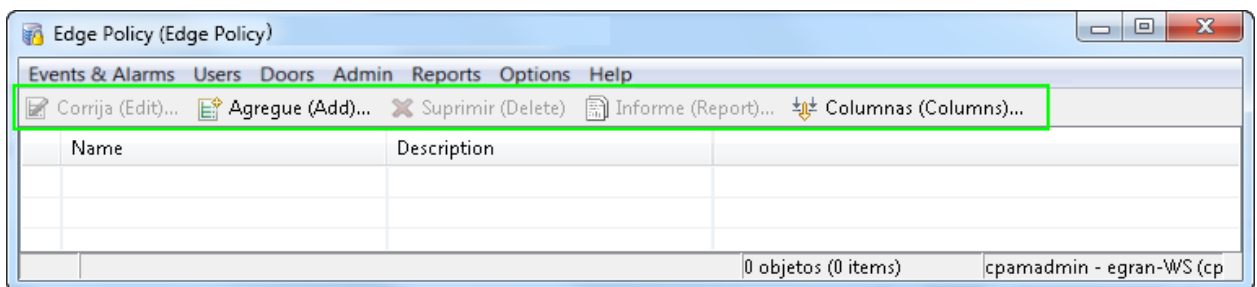 Edge Policy (Edge Policy)
Events & Alarms Users Doors Admin Reports Options Help
Corrija (Edit)... Agregue (Add)... Suprimir (Delete) Informe (Report)... Columnas (Columns)...
Name Description
0 objetos (0 items) cpamadmin - egran-WS (cp